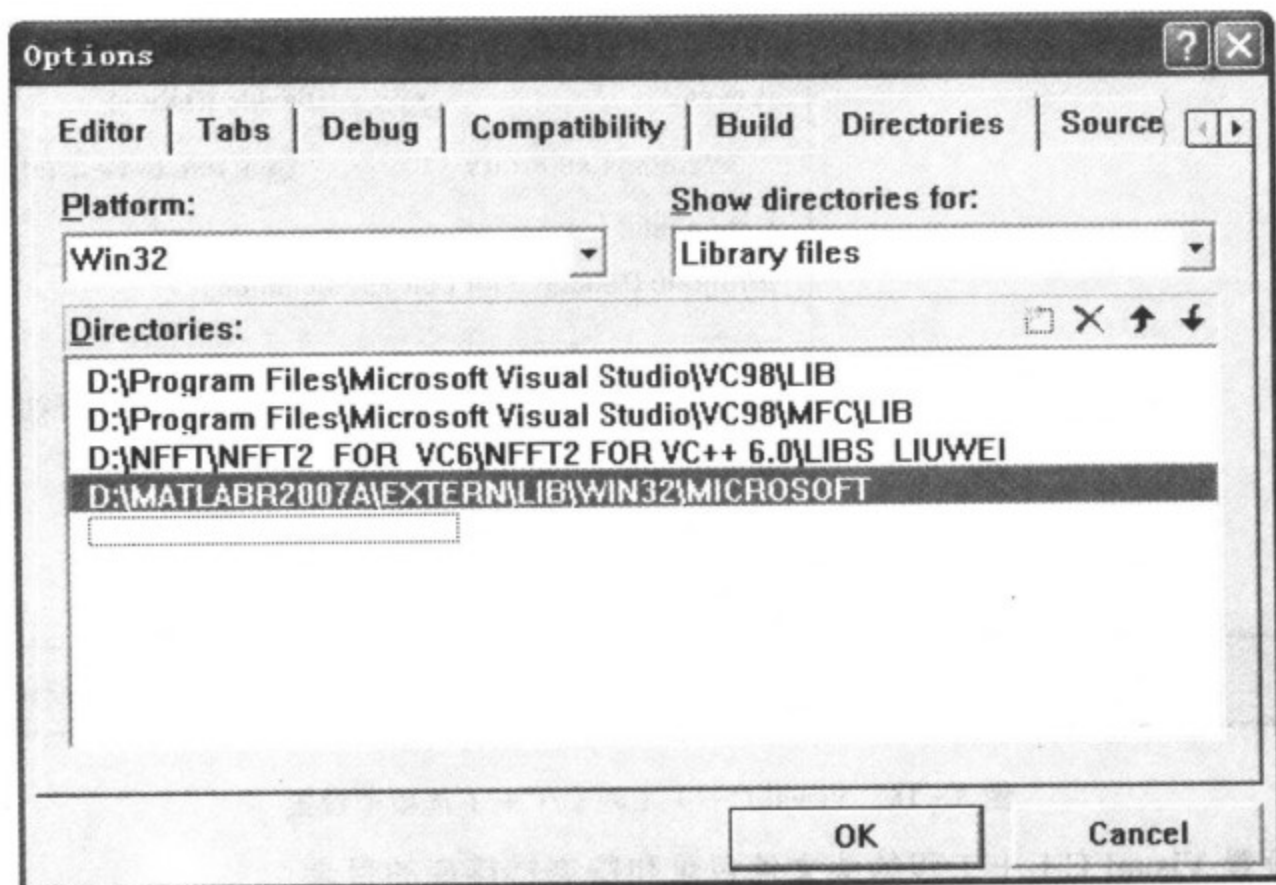 Options
Editor Tabs Debug Compatibility Build Directories Source
Platform: Show directories for:
Win32 Library files
Directories:
D:\Program Files\Microsoft Visual Studio\VC98\LIB
D:\Program Files\Microsoft Visual Studio\VC98\MFC\LIB
D:\NFFT\NFFT2 FOR VC6\NFFT2 FOR VC++ 6.0\LIBS LIUWEI
D:\MATLABR2007A\EXTERN\LIB\WIN32\MICROSOFT
OK Cancel